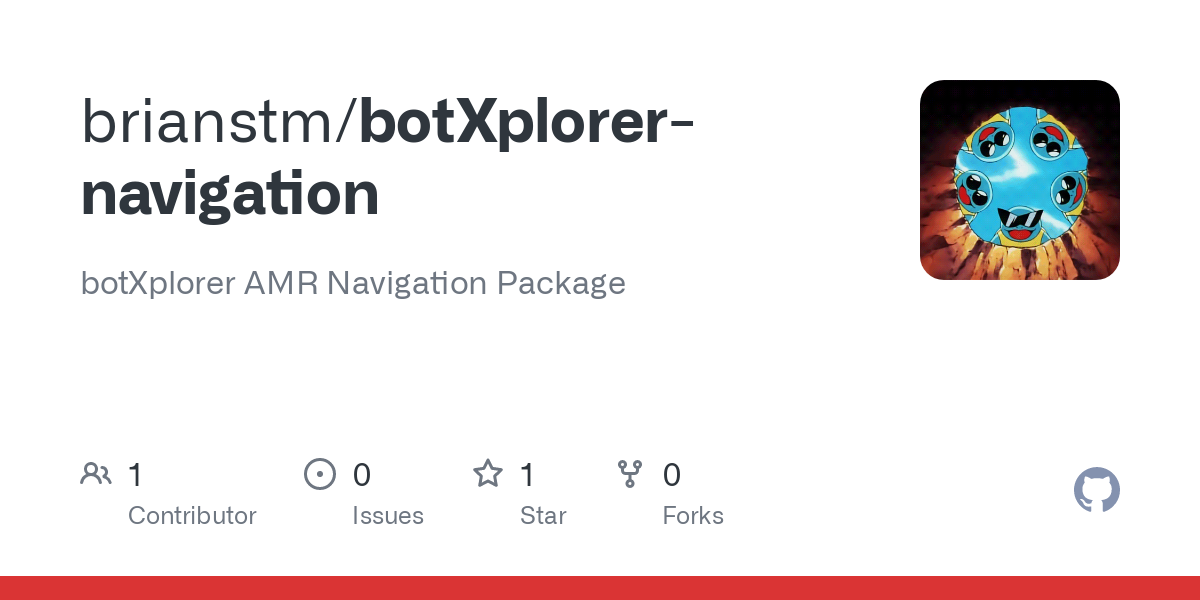 brianstm/botXplorer-
navigation
botXplorer AMR Navigation Package
1 0 1 0
Contributor Issues Star Forks